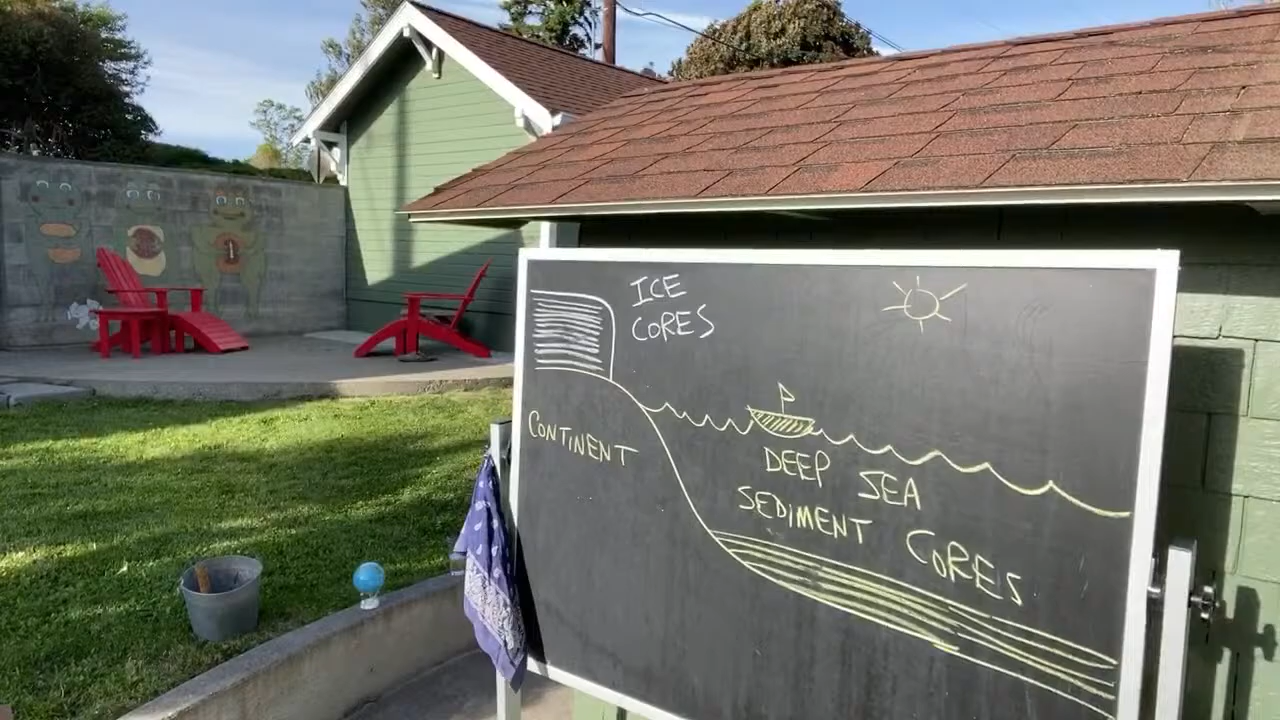 ICE
CORES
CONTINENT
DEEP SEA
SEDIMENT CORES